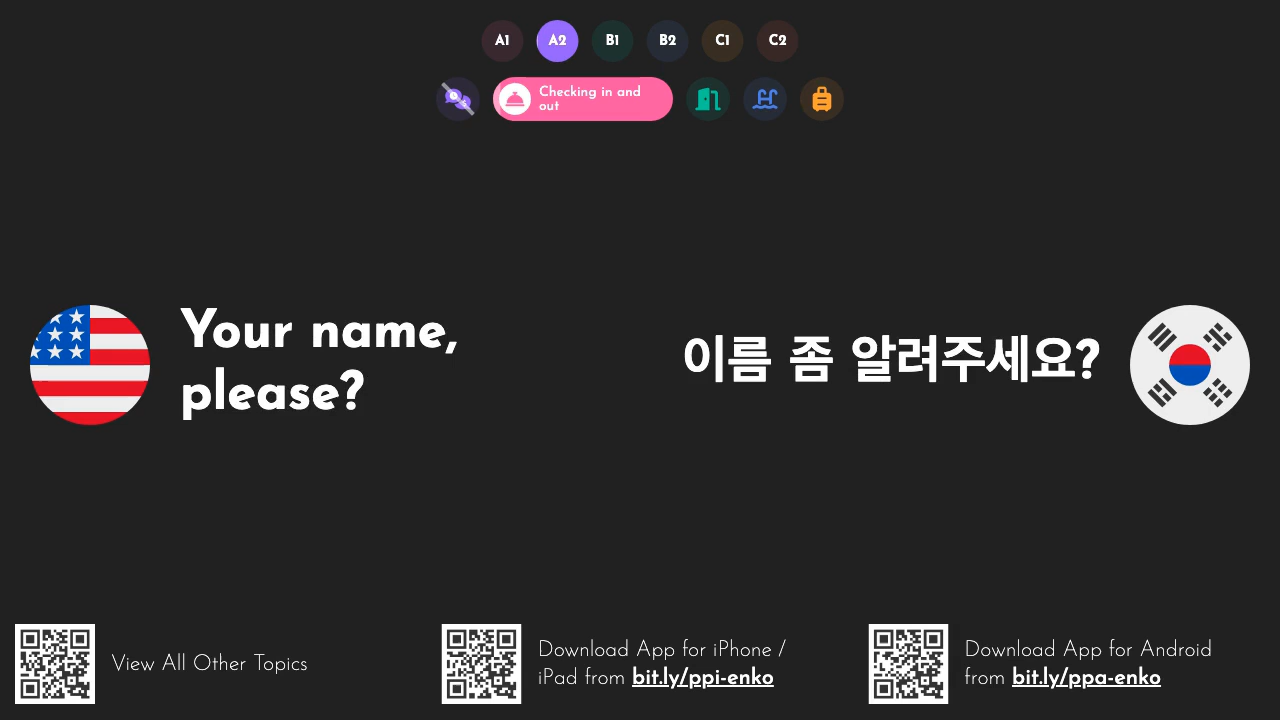 A1 A2 B1 B2 C1 C2
Checking in and
out
Your name,
please?
이름 좀 알려주세요?
View All Other Topics
Download App for iPhone /
iPad from bit.ly/ppi-enko
Download App for Android
from bit.ly/ppa-enko